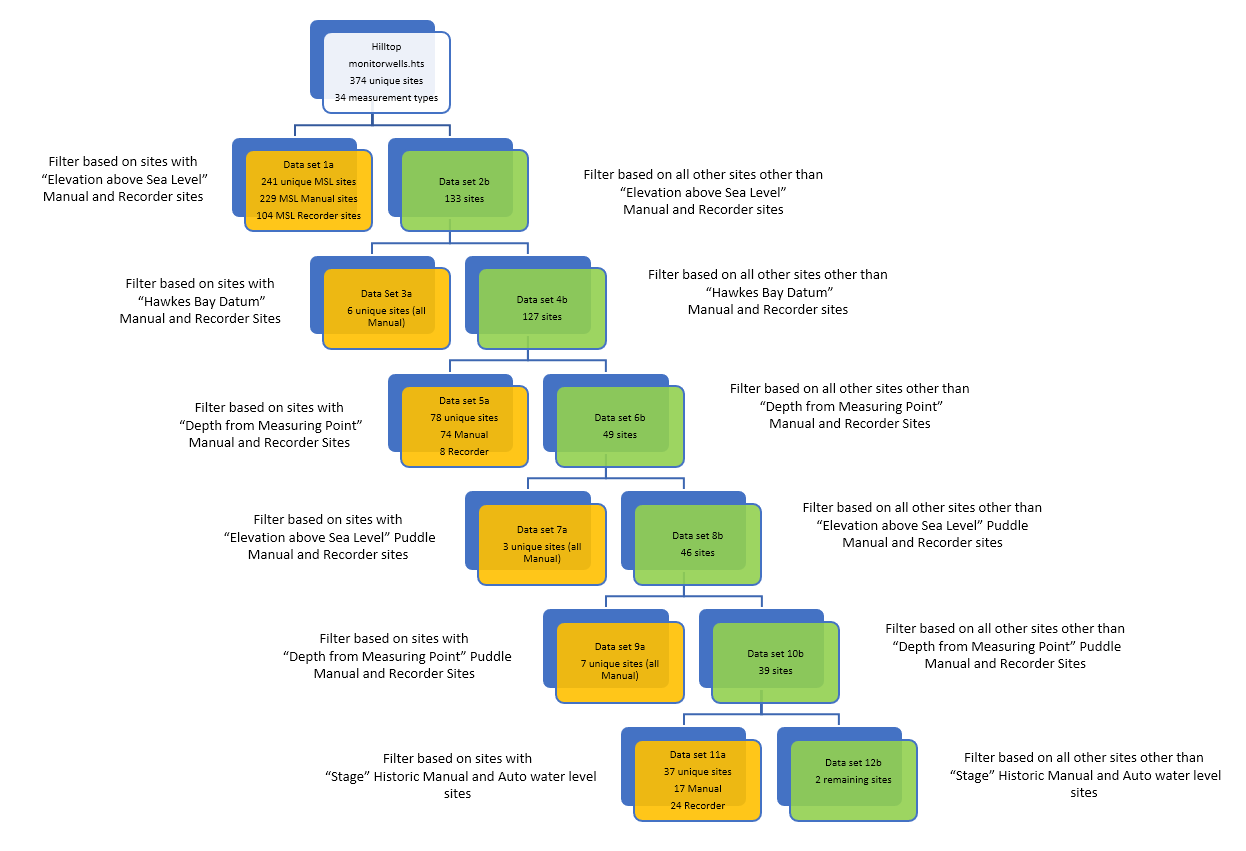 Hilltop
monitorwells.hts
374 unique sites
34 measurement types
Filter based on sites with
“Elevation above Sea Level”
Manual and Recorder sites
Data set 1a
241 unique MSL sites
229 MSL Manual sites
104 MSL Recorder sites
Data set 2b
133 sites
Filter based on all other sites other than
“Elevation above Sea Level”
Manual and Recorder sites
Filter based on sites with
“Hawkes Bay Datum”
Manual and Recorder Sites
Data Set 3a
6 unique sites (all
Manual)
Data set 4b
127 sites
Filter based on all other sites other than
“Hawkes Bay Datum”
Manual and Recorder sites
Filter based on sites with
“Depth from Measuring Point”
Manual and Recorder Sites
Data set 5a
78 unique sites
74 Manual
8 Recorder
Data set 6b
49 sites
Filter based on all other sites other than
“Depth from Measuring Point”
Manual and Recorder Sites
Filter based on sites with
“Elevation above Sea Level” Puddle
Manual and Recorder sites
Data set 7a
3 unique sites (all
Manual)
Data set 8b
46 sites
Filter based on all other sites other than
“Elevation above Sea Level” Puddle
Manual and Recorder sites
Filter based on sites with
“Depth from Measuring Point” Puddle
Manual and Recorder Sites
Data set 9a
7 unique sites (all
Manual)
Data set 10b
39 sites
Filter based on all other sites other than
“Depth from Measuring Point” Puddle
Manual and Recorder Sites
Filter based on sites with
“Stage” Historic Manual and Auto water level
sites
Data set 11a
37 unique sites
17 Manual
24 Recorder
Data set 12b
2 remaining sites
Filter based on all other sites other than
“Stage” Historic Manual and Auto water level
sites